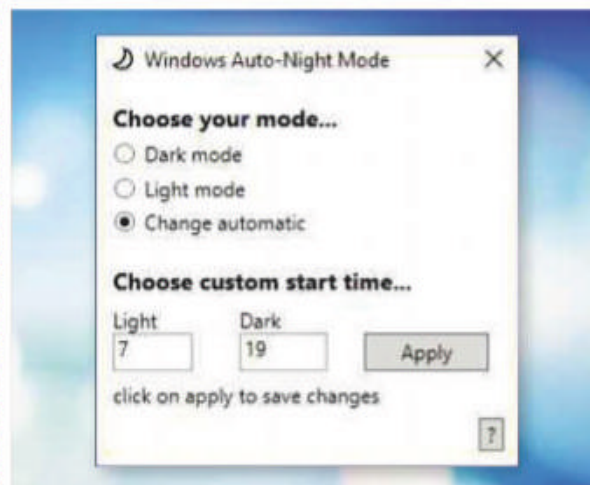 Windows Auto-Night Mode
Choose your mode...
Dark mode
Light mode
Change automatic
Choose custom start time...
Light Dark
7 19 Apply
click on apply to save changes
?